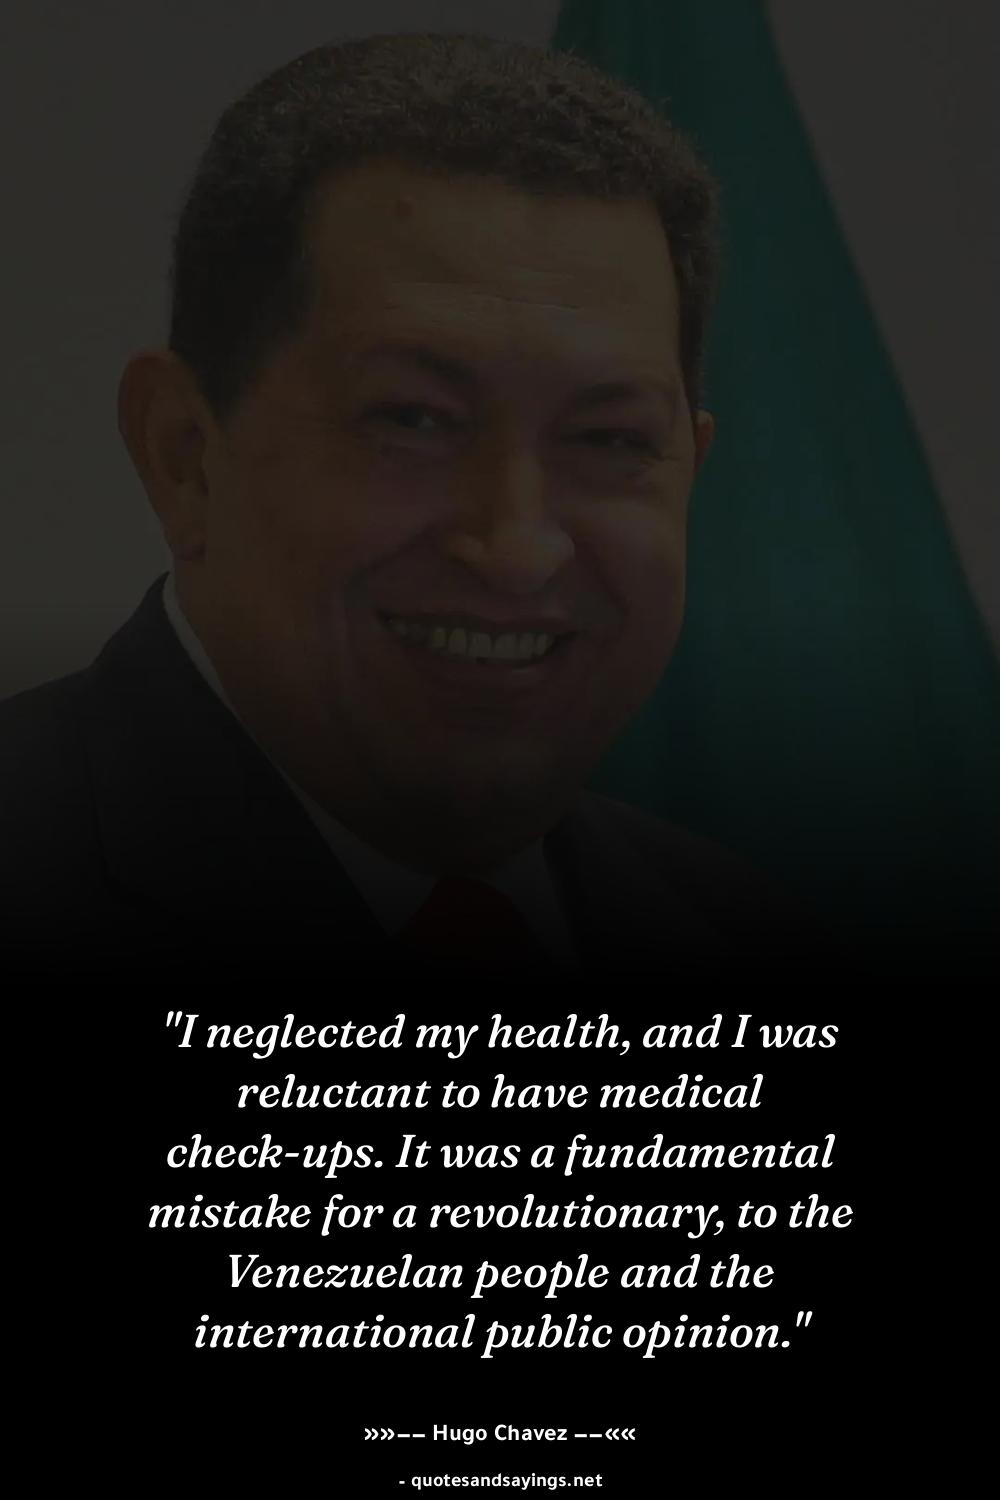 "I neglected my health, and I was
reluctant to have medical
check-ups. It was a fundamental
mistake for a revolutionary, to the
Venezuelan people and the
international public opinion."
»»−− Hugo Chavez −−««
- quotesandsayings.net